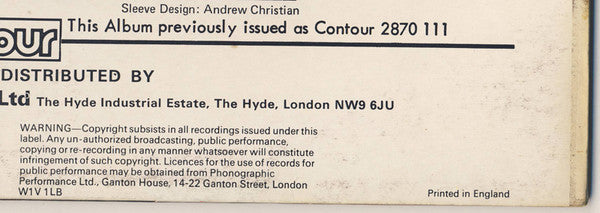 Sleeve Design: Andrew Christian
This Album previously issued as Contour 2870 111
our
DISTRIBUTED BY
Ltd The Hyde Industrial Estate, The Hyde, London NW9 6JU
WARNING—Copyright subsists in all recordings issued under this
label. Any un-authorized broadcasting, public performance,
copying or re-recording in any manner whatsoever will constitute
infringement of such copyright. Licences for the use of records for
public performance may be obtained from Phonographic
Performance Ltd., Ganton House, 14-22 Ganton Street, London
W1V 1LB
Printed in England